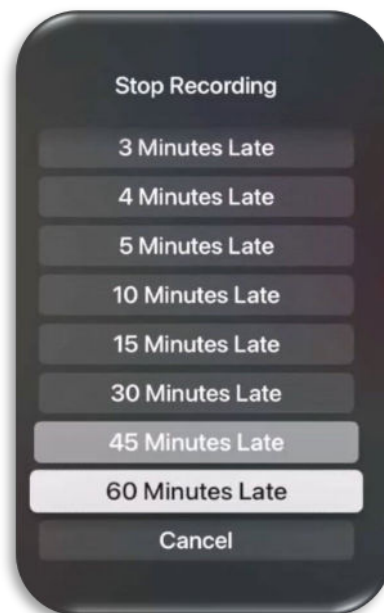 Stop Recording
3 Minutes Late
4 Minutes Late
5 Minutes Late
10 Minutes Late
15 Minutes Late
30 Minutes Late
45 Minutes Late
60 Minutes Late
Cancel